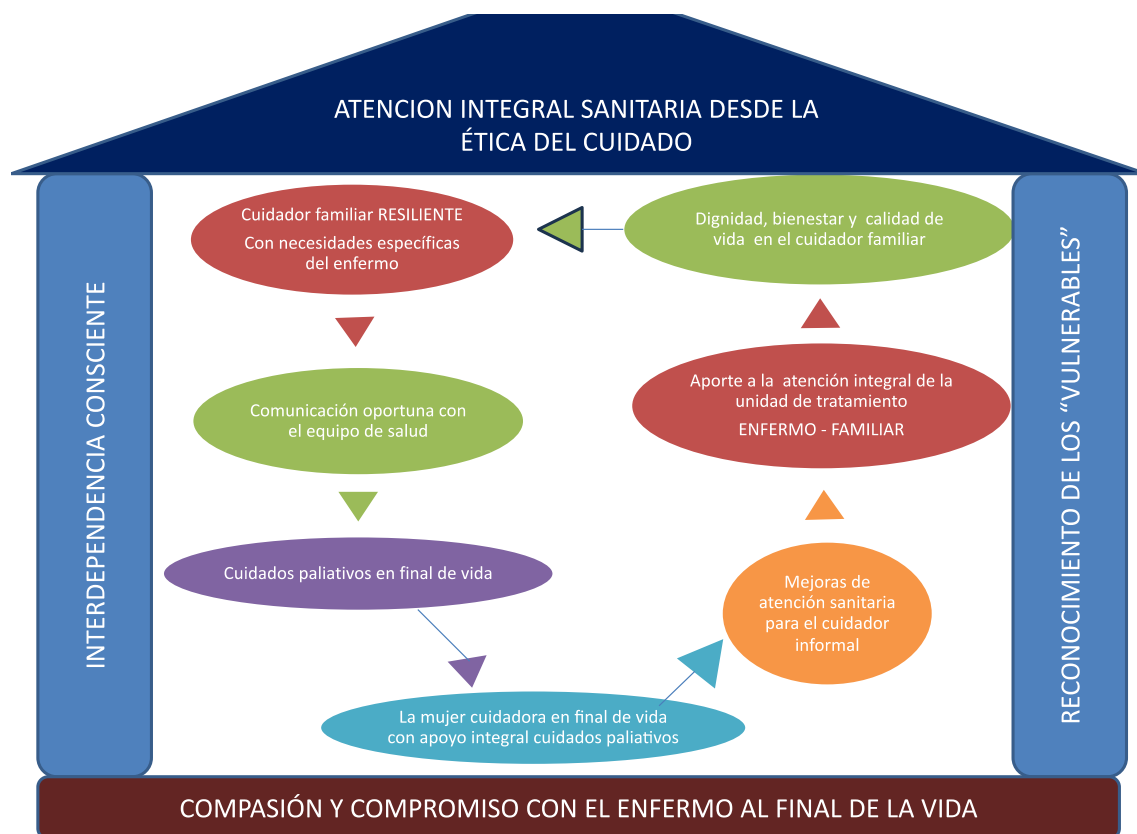 ATENCION INTEGRAL SANITARIA DESDE LA
ÉTICA DEL CUIDADO
INTERDEPENDENCIA CONSCIENTE
Cuidador familiar RESILIENTE
Con necesidades específicas
del enfermo
Comunicación oportuna con
el equipo de salud
Cuidados paliativos en final de vida
La mujer cuidadora en final de vida
con apoyo integral cuidados paliativos
Mejoras de
atención sanitaria
para el cuidador
informal
Aporte a la atención integral de la
unidad de tratamiento
ENFERMO - FAMILIAR
Dignidad, bienestar y calidad de
vida en el cuidador familiar
RECONOCIMIENTO DE LOS “VULNERABLES”
COMPASIÓN Y COMPROMISO CON EL ENFERMO AL FINAL DE LA VIDA